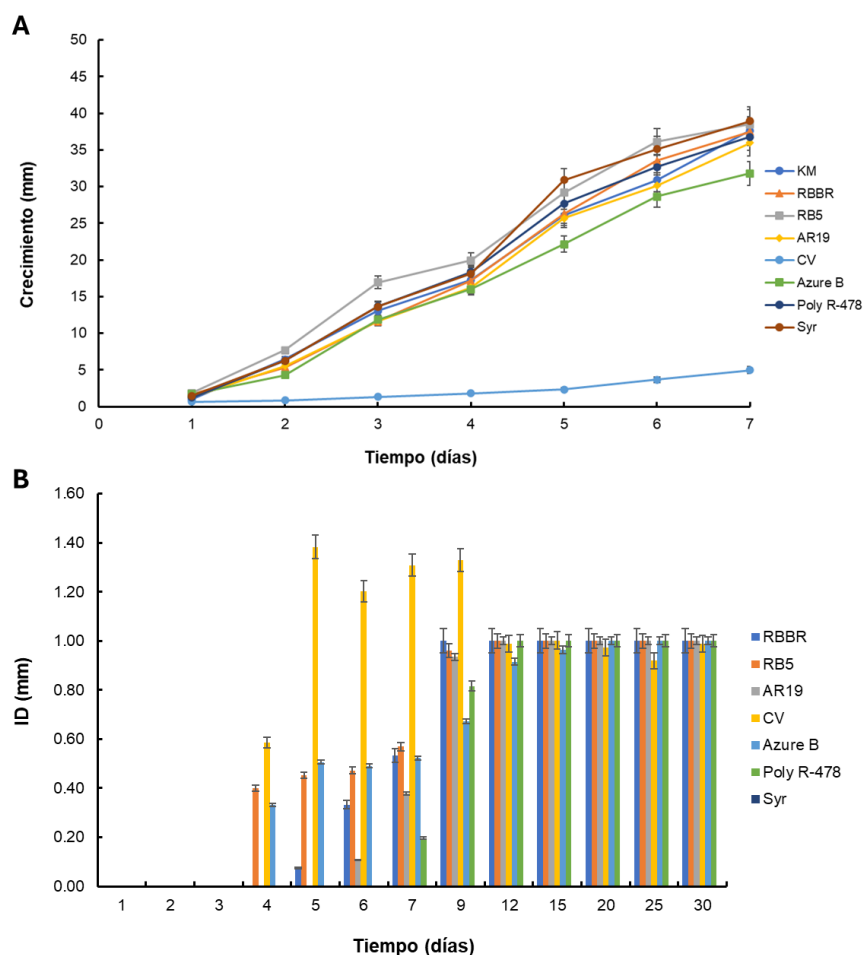 A
50
45
40
35
30
25
20
15
10
5
0
Crecimiento (mm)
0 1 2 3 4 5 6 7
Tiempo (días)
KM
RBBR
RB5
AR19
CV
Azure B
Poly R-478
Syr
B
1.60
1.40
1.20
1.00
0.80
0.60
0.40
0.20
0.00
ID (mm)
1 2 3 4 5 6 7 9 12 15 20 25 30
Tiempo (días)
RBBR
RB5
AR19
CV
Azure B
Poly R-478
Syr